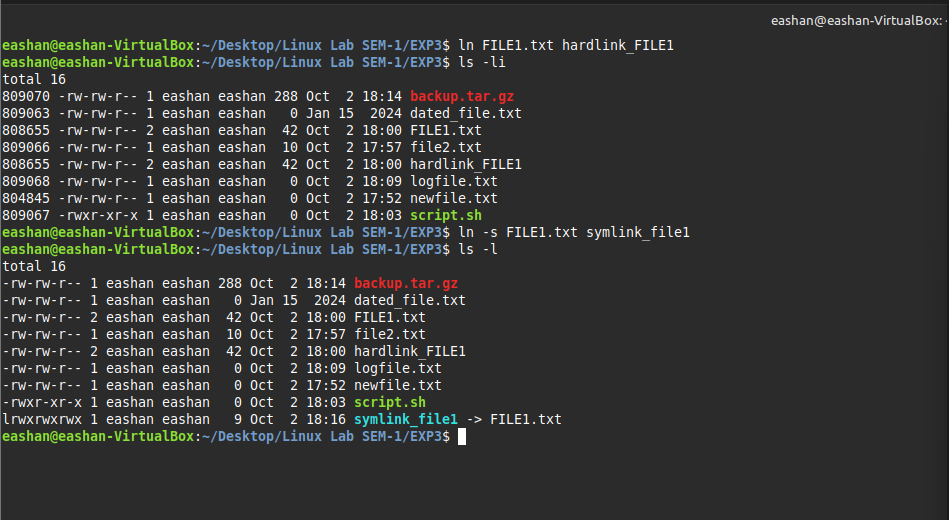 eashan@eashan-VirtualBox:
eashan@eashan-VirtualBox:~/Desktop/Linux Lab SEM-1/EXP3$ ln FILE1.txt hardlink_FILE1
eashan@eashan-VirtualBox:~/Desktop/Linux Lab SEM-1/EXP3$ ls -li
total 16
809070 -rw-rw-r-- 1 eashan eashan 288 Oct  2 18:14 backup.tar.gz
809063 -rw-rw-r-- 1 eashan eashan   0 Jan 15  2024 dated_file.txt
808655 -rw-rw-r-- 2 eashan eashan  42 Oct  2 18:00 FILE1.txt
809066 -rw-rw-r-- 1 eashan eashan  10 Oct  2 17:57 file2.txt
808655 -rw-rw-r-- 2 eashan eashan  42 Oct  2 18:00 hardlink_FILE1
809068 -rw-rw-r-- 1 eashan eashan   0 Oct  2 18:09 logfile.txt
804845 -rw-rw-r-- 1 eashan eashan   0 Oct  2 17:52 newfile.txt
809067 -rwxr-xr-x 1 eashan eashan   0 Oct  2 18:03 script.sh
eashan@eashan-VirtualBox:~/Desktop/Linux Lab SEM-1/EXP3$ ln -s FILE1.txt symlink_file1
eashan@eashan-VirtualBox:~/Desktop/Linux Lab SEM-1/EXP3$ ls -l
total 16
-rw-rw-r-- 1 eashan eashan 288 Oct  2 18:14 backup.tar.gz
-rw-rw-r-- 1 eashan eashan   0 Jan 15  2024 dated_file.txt
-rw-rw-r-- 2 eashan eashan  42 Oct  2 18:00 FILE1.txt
-rw-rw-r-- 1 eashan eashan  10 Oct  2 17:57 file2.txt
-rw-rw-r-- 2 eashan eashan  42 Oct  2 18:00 hardlink_FILE1
-rw-rw-r-- 1 eashan eashan   0 Oct  2 18:09 logfile.txt
-rw-rw-r-- 1 eashan eashan   0 Oct  2 17:52 newfile.txt
-rwxr-xr-x 1 eashan eashan   0 Oct  2 18:03 script.sh
lrwxrwxrwx 1 eashan eashan   9 Oct  2 18:16 symlink_file1 -> FILE1.txt
eashan@eashan-VirtualBox:~/Desktop/Linux Lab SEM-1/EXP3$